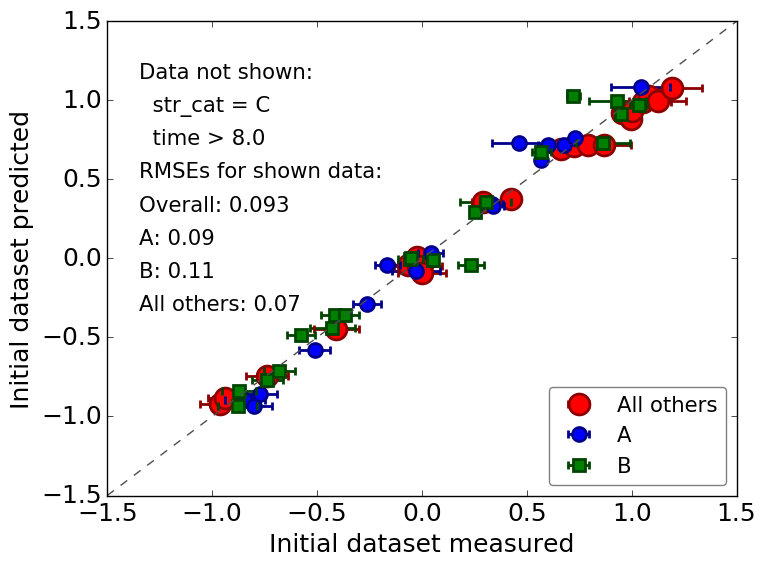 1.5
1.0
0.5
0.0
−0.5
−1.0
−1.5
Initial dataset predicted
Data not shown:
str_cat = C
time > 8.0
RMSEs for shown data:
Overall: 0.093
A: 0.09
B: 0.11
All others: 0.07
All others
A
B
−1.5 −1.0 −0.5 0.0 0.5 1.0 1.5
Initial dataset measured